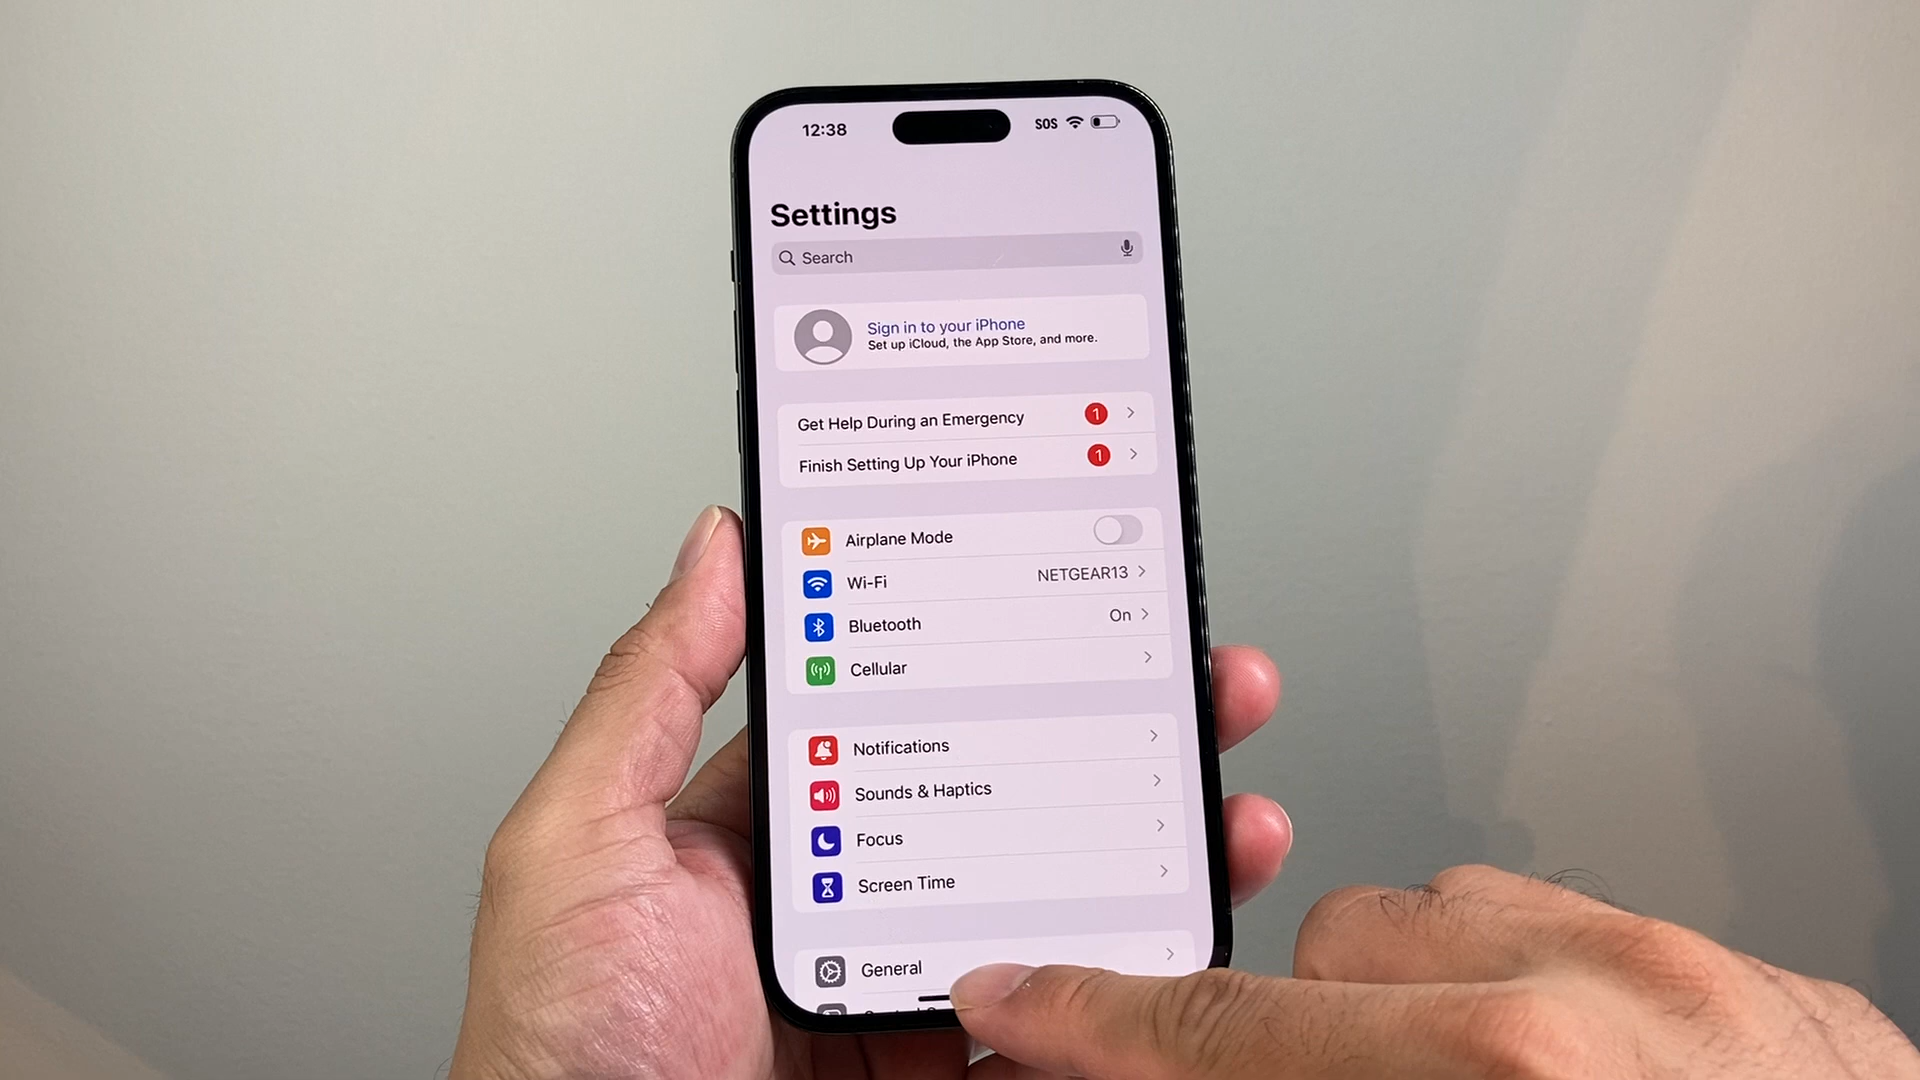 12:38 SOS
Settings
Search
Sign in to your iPhone
Set up iCloud, the App Store, and more.
Get Help During an Emergency 1
Finish Setting Up Your iPhone 1
Airplane Mode
Wi-Fi NETGEAR13
Bluetooth On
Cellular
Notifications
Sounds & Haptics
Focus
Screen Time
General